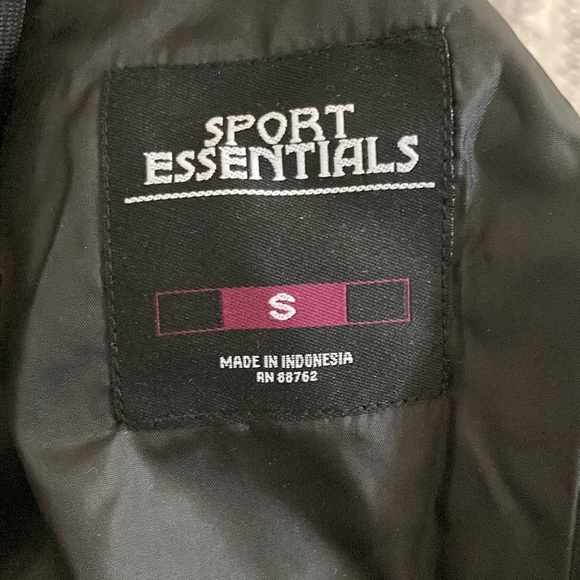 SPORT
ESSENTIALS
S
MADE IN INDONESIA
RN 88762